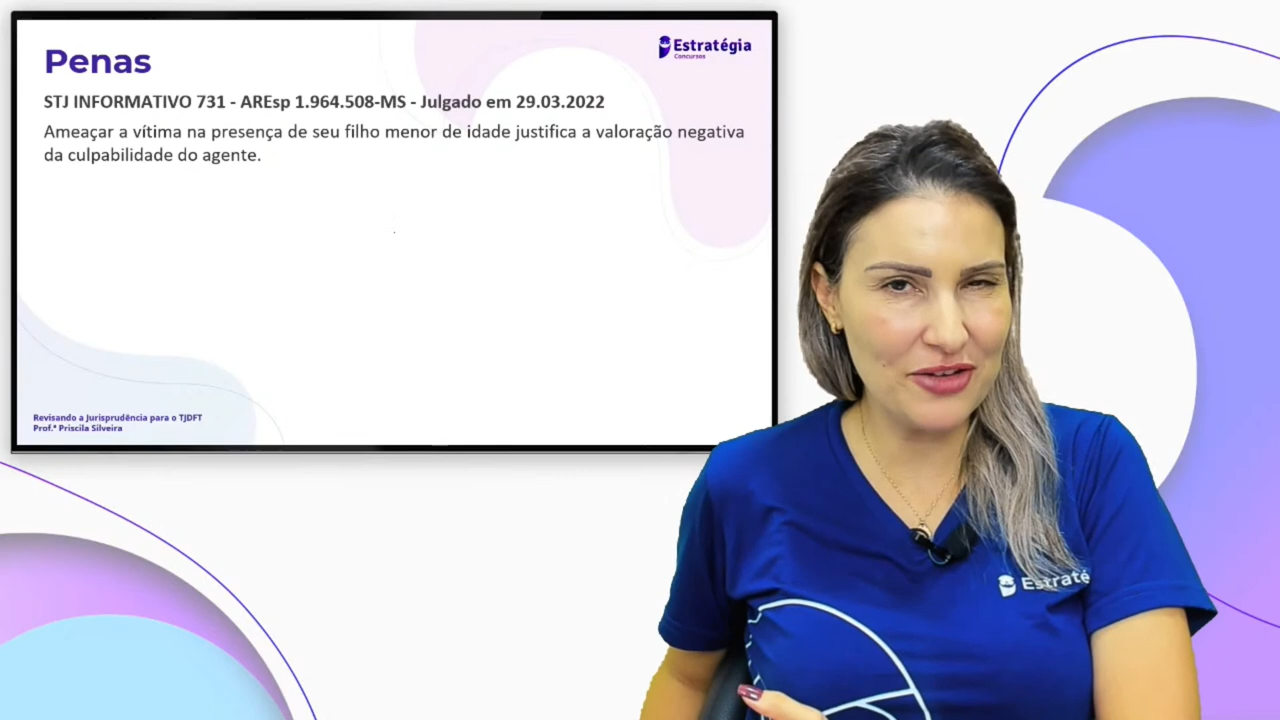 Penas
Estratégia
Concursos
STJ INFORMATIVO 731 - AREsp 1.964.508-MS - Julgado em 29.03.2022
Ameaçar a vítima na presença de seu filho menor de idade justifica a valoração negativa
da culpabilidade do agente.
Revisando a Jurisprudência para o TJDFT
Prof.ª Priscila Silveira
Estraté